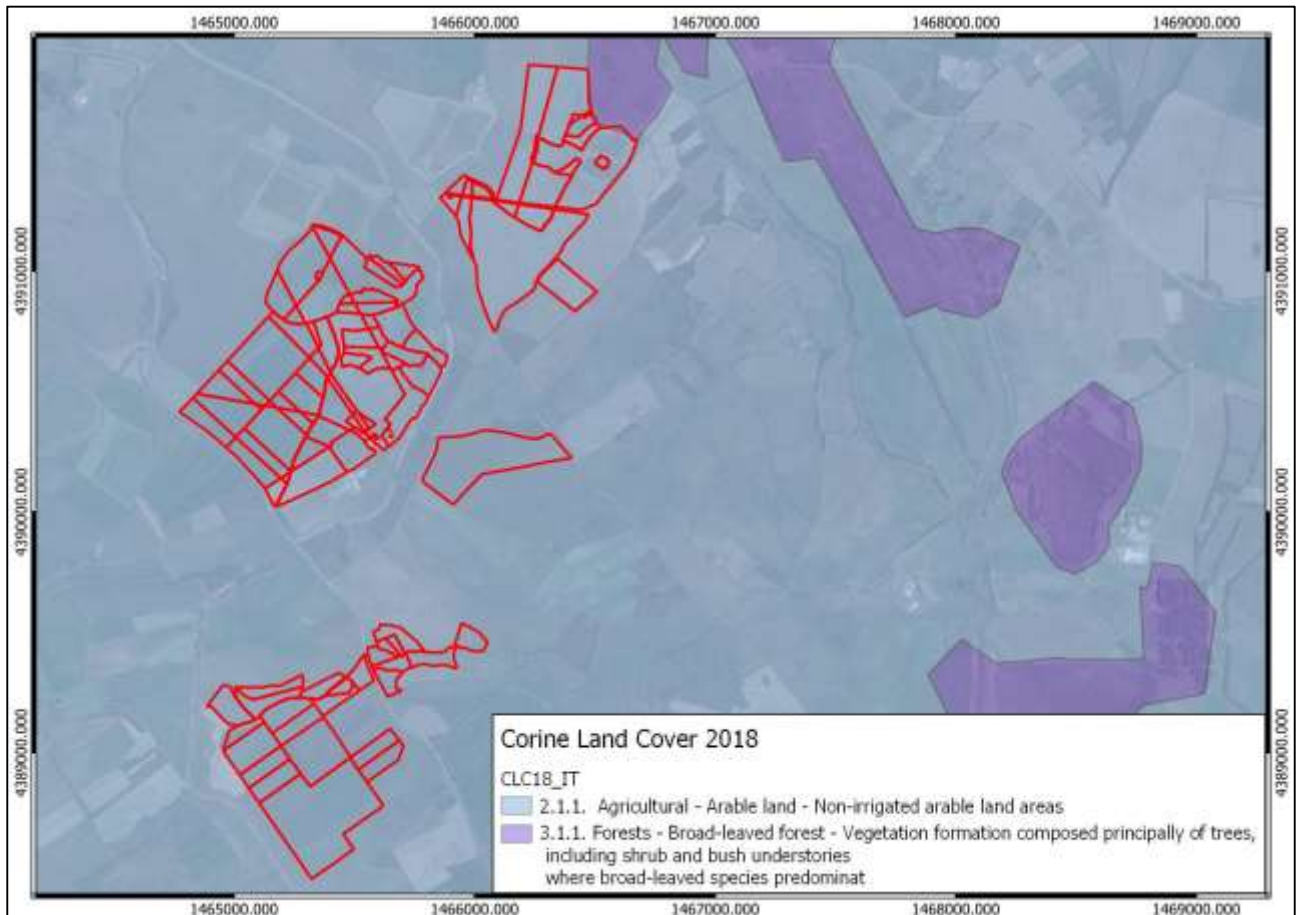 1465000.000 1466000.000 1467000.000 1468000.000 1469000.000
4391000.000 4391000.000
4390000.000 4390000.000
4389000.000 4389000.000
Corine Land Cover 2018
CLC18_IT
2.1.1. Agricultural - Arable land - Non-irrigated arable land areas
3.1.1. Forests - Broad-leaved forest - Vegetation formation composed principally of trees,
including shrub and bush understories
where broad-leaved species predominat
1465000.000 1466000.000 1467000.000 1468000.000 1469000.000